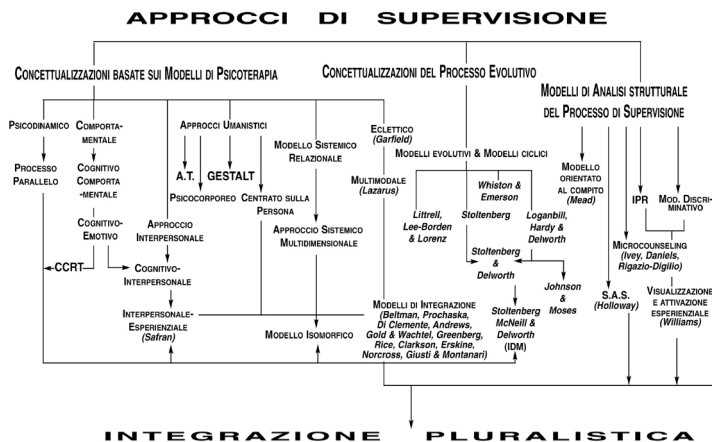 APPROCCI DI SUPERVISIONE
CONCETTUALIZZAZIONI BASATE SUI MODELLI DI PSICOTERAPIA
CONCETTUALIZZAZIONI DEL PROCESSO EVOLUTIVO
MODELLI DI ANALISI STRUTTURALE
DEL PROCESSO DI SUPERVISIONE
PSICODINAMICO
COMPORTA-
MENTALE
APPROCCI UMANISTICI
MODELLO SISTEMICO
RELAZIONALE
ECLETTICO
(Garfield)
MODELLI EVOLUTIVI & MODELLI CICLICI
PROCESSO
PARALLELO
COGNITIVO
COMPORTA
-MENTALE
A.T.
GESTALT
PSICOCORPOREO
CENTRATO SULLA
PERSONA
MULTIMODALE
(Lazarus)
WHISTON &
EMERSON
MODELLO
ORIENTATO
AL COMPITO
(Mead)
IPR
MOD. DISCRI-
MINATIVO
COGNITIVO-
EMOTIVO
APPROCCIO
INTERPERSONALE
APPROCCIO SISTEMICO
MULTIDIMENSIONALE
Littrell,
Lee-Borden
& Lorenz
Stoltenberg
Loganbill,
Hardy &
Delworth
MICROCOUNSELING
(Ivey, Daniels,
Rigazio-Digilio)
CCRT
COGNITIVO-
INTERPERSONALE
Stoltenberg
&
Delworth
Johnson
& Moses
S.A.S.
(Holloway)
VISUALIZZAZIONE
E ATTIVAZIONE
ESPERIENZIALE
(Williams)
INTERPERSONALE-
ESPERIENZIALE
(Safran)
MODELLO ISOMORFICO
MODELLI DI INTEGRAZIONE
(Beltman, Prochaska,
Di Clemente, Andrews,
Gold & Wachtel, Greenberg,
Rice, Clarkson, Erskine,
Norcross, Giusti & Montanari)
Stoltenberg
McNeill &
Delworth
(IDM)
INTEGRAZIONE PLURALISTICA